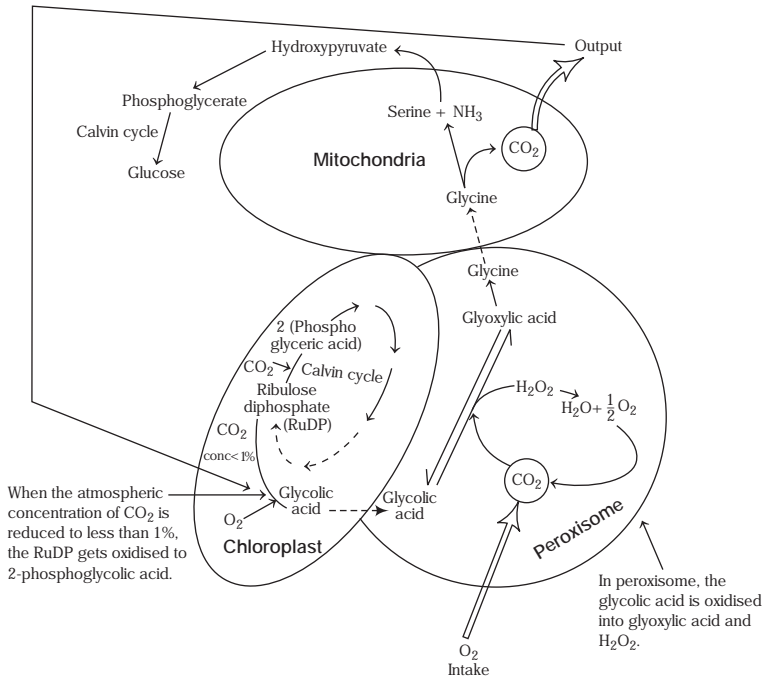 Hydroxypyruvate
Output
Phosphoglycerate
Serine + NH₃
Calvin cycle
CO₂
Mitochondria
Glucose
Glycine
Glycine
Glyoxylic acid
2 (Phospho
glyceric acid)
CO₂
Calvin cycle
Ribulose
diphosphate
(RuDP)
H₂O₂
H₂O+ ½ O₂
CO₂
conc<1%
CO₂
When the atmospheric
concentration of CO₂ is
reduced to less than 1%,
the RuDP gets oxidised to
2-phosphoglycolic acid.
Glycolic
acid
O₂
Glycolic
acid
Chloroplast
Peroxisome
In peroxisome, the
glycolic acid is oxidised
into glyoxylic acid and
H₂O₂.
O₂
Intake